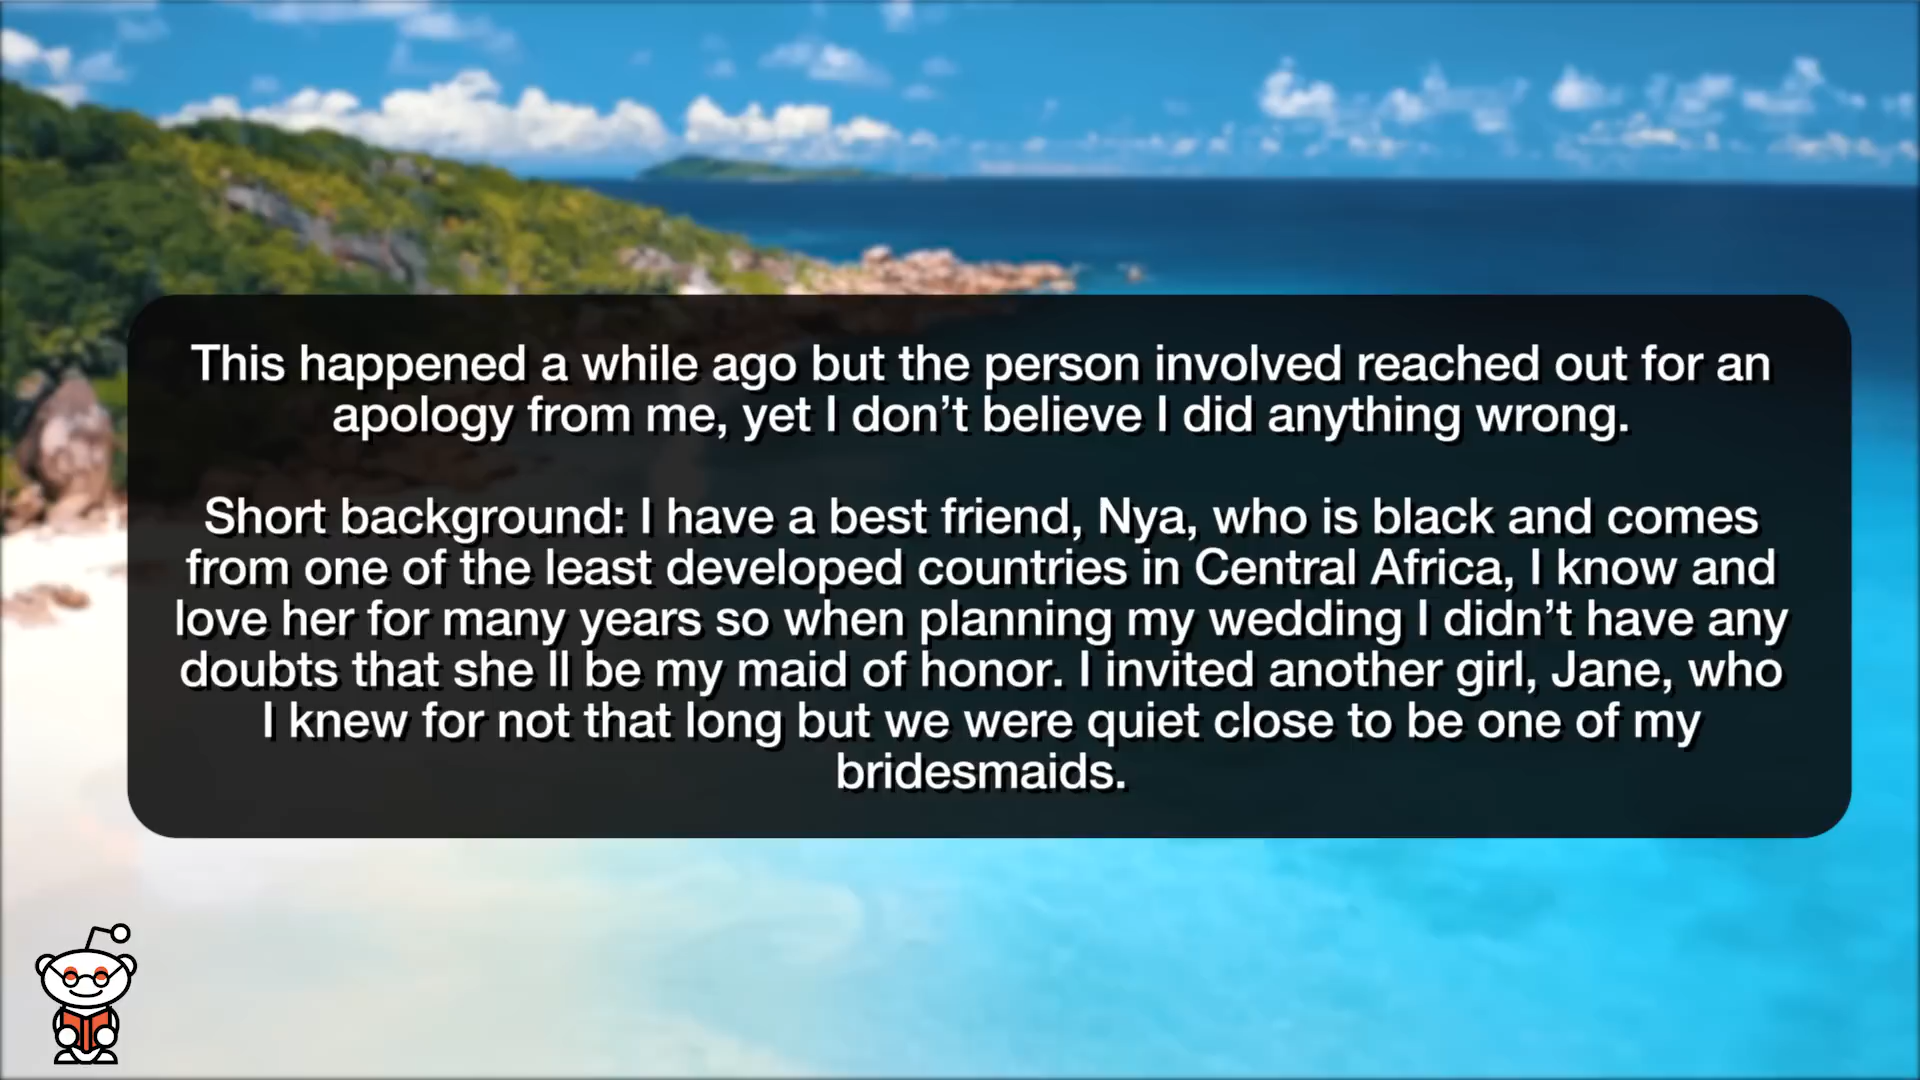 This happened a while ago but the person involved reached out for an
apology from me, yet I don’t believe I did anything wrong.
Short background: I have a best friend, Nya, who is black and comes
from one of the least developed countries in Central Africa, I know and
love her for many years so when planning my wedding I didn’t have any
doubts that she ll be my maid of honor. I invited another girl, Jane, who
I knew for not that long but we were quiet close to be one of my
bridesmaids.